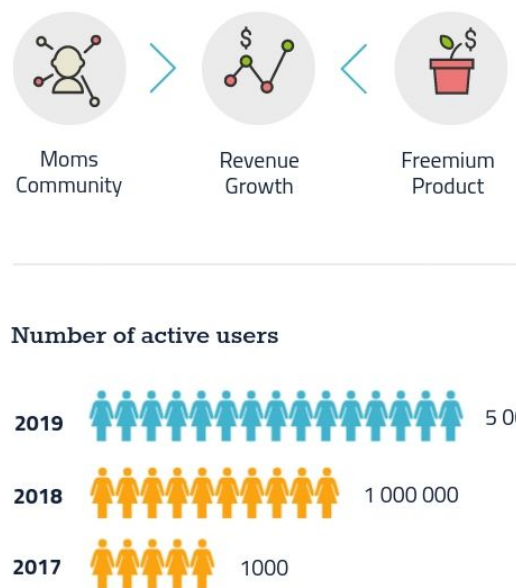 $
$
Moms
Community
Revenue
Growth
Freemium
Product
Number of active users
2019
2018 1 000 000
2017 1000